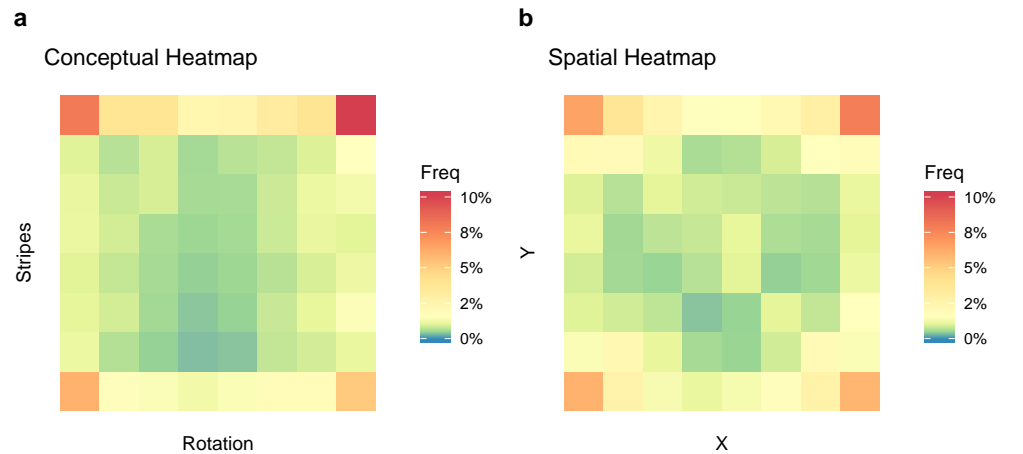 a
Conceptual Heatmap
Stripes
Rotation
Freq
10%
8%
5%
2%
0%
b
Spatial Heatmap
Y
X
Freq
10%
8%
5%
2%
0%